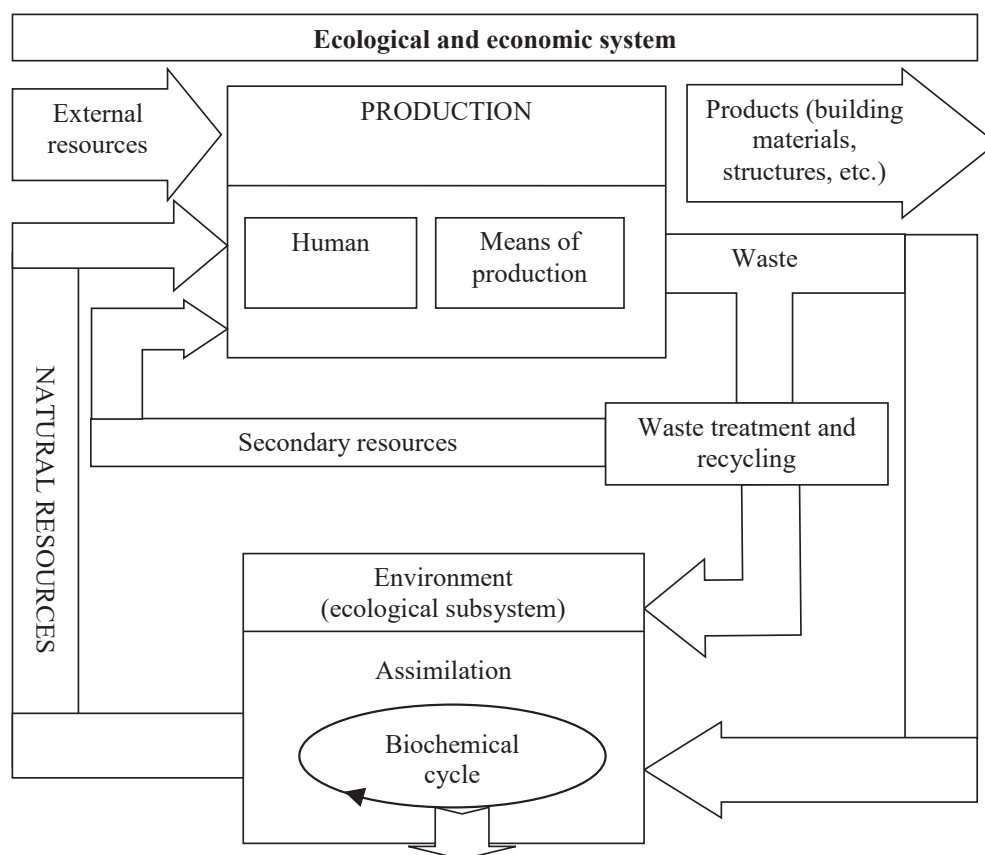 Ecological and economic system
External
resources
PRODUCTION
Products (building
materials,
structures, etc.)
Human
Means of
production
Waste
NATURAL RESOURCES
Secondary resources
Waste treatment and
recycling
Environment
(ecological subsystem)
Assimilation
Biochemical
cycle